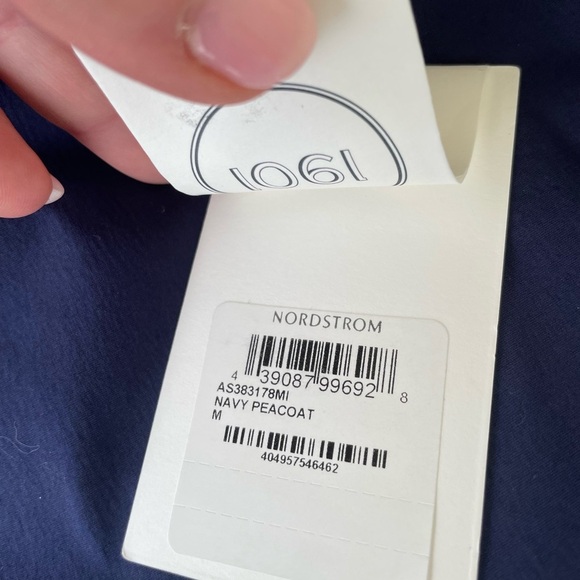 1901
NORDSTROM
4 39087 99692 8
AS383178MI
NAVY PEACOAT
M
404957546462